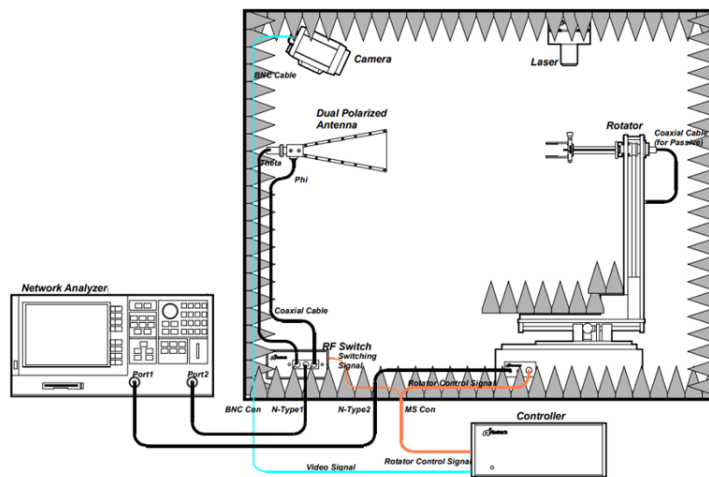 Camera
BNC Cable
Laser
Dual Polarized
Antenna
Rotator
Coaxial Cable
(for Passive)
Theta
Phi
Network Analyzer
Coaxial Cable
RF Switch
Switching
Signal
Port1
Port2
Rotator Control Signal
BNC Con
N-Type1
N-Type2
MS Con
Controller
Rotator Control Signal
Video Signal